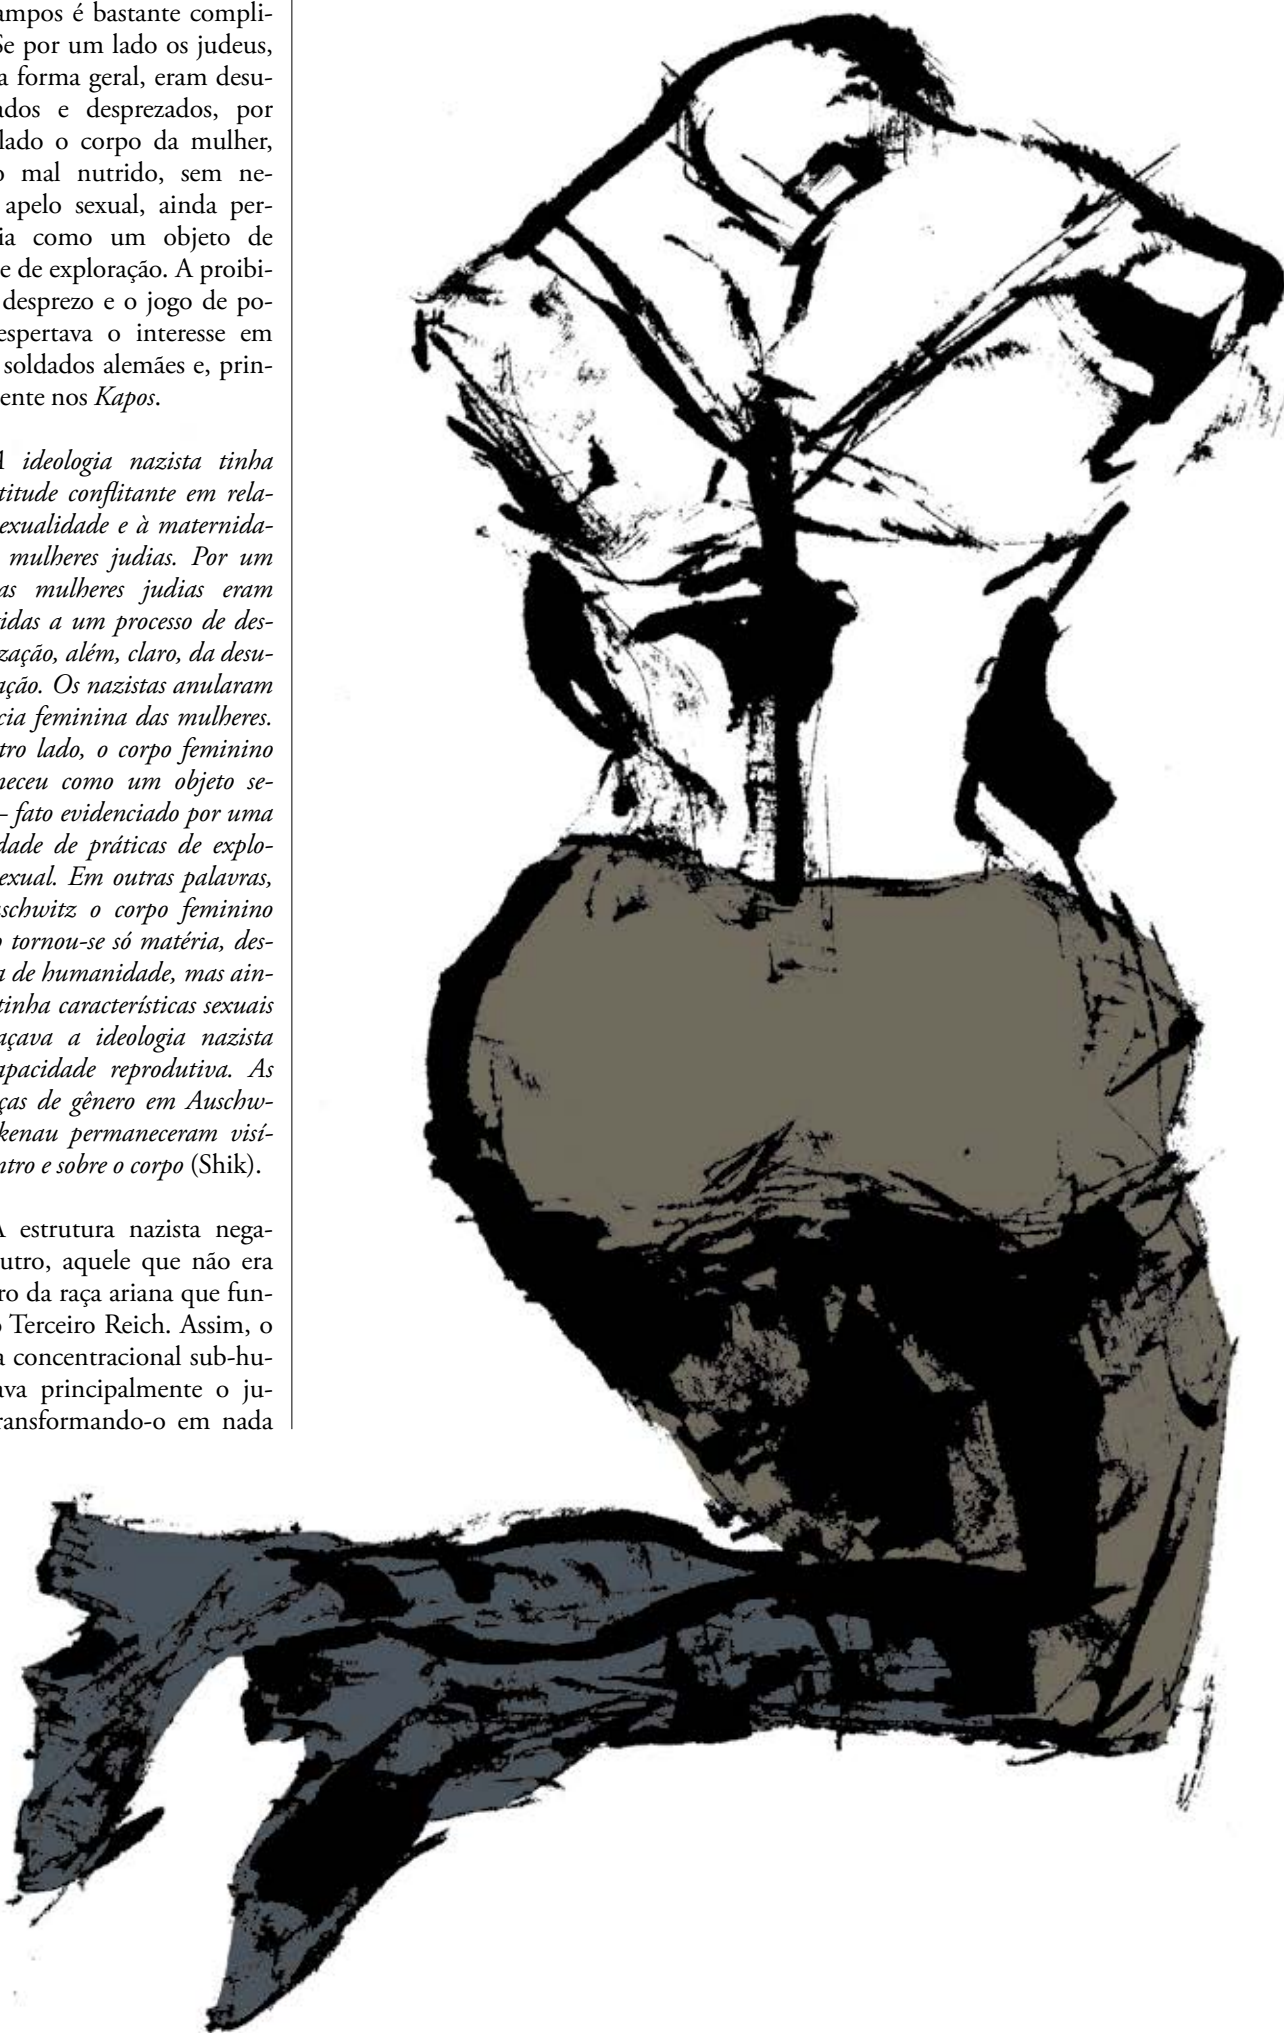 ampos é bastante compli-
Se por um lado os judeus,
a forma geral, eram desu-
ados e desprezados, por
lado o corpo da mulher,
o mal nutrido, sem ne-
apelo sexual, ainda per-
ia como um objeto de
e de exploração. A proibi-
desprezo e o jogo de po-
espertava o interesse em
soldados alemães e, prin-
ente nos Kapos.
A ideologia nazista tinha
titude conflitante em rela-
sexualidade e à maternida-
mulheres judias. Por um
as mulheres judias eram
idas a um processo de des-
zação, além, claro, da desu-
ação. Os nazistas anularam
cia feminina das mulheres.
tro lado, o corpo feminino
neceu como um objeto se-
– fato evidenciado por uma
dade de práticas de explo-
sexual. Em outras palavras,
schwitz o corpo feminino
o tornou-se só matéria, des-
a de humanidade, mas ain-
tinha características sexuais
açava a ideologia nazista
apacidade reprodutiva. As
ças de gênero em Auschw-
kenau permaneceram visí-
ntro e sobre o corpo (Shik).
A estrutura nazista nega-
utro, aquele que não era
ro da raça ariana que fun-
o Terceiro Reich. Assim, o
a concentracional sub-hu-
ava principalmente o ju-
ransformando-o em nada